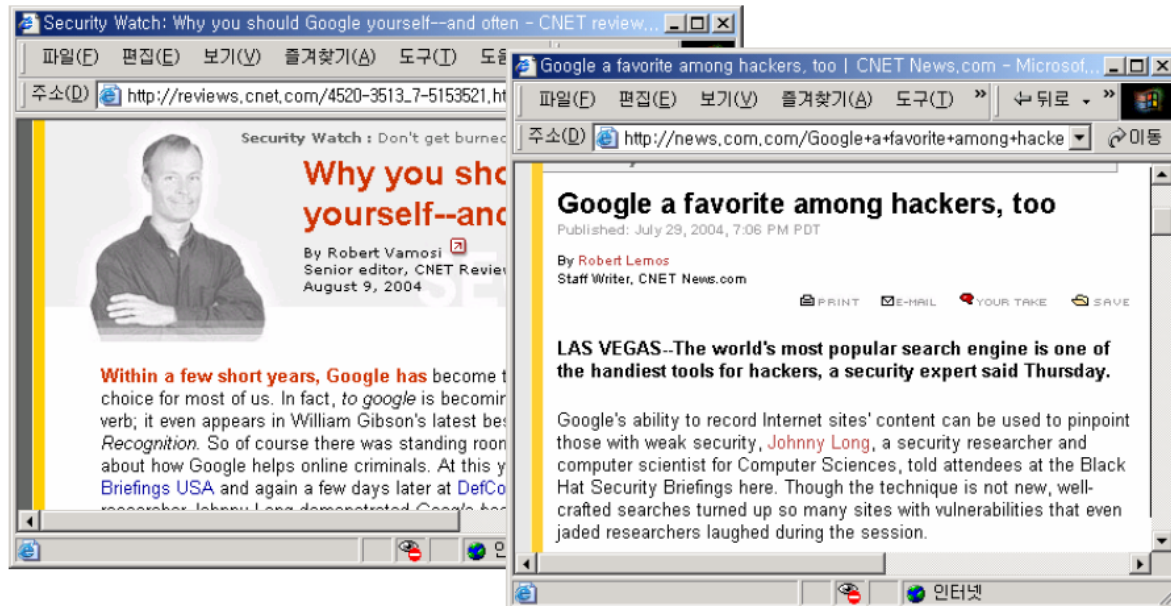 Security Watch: Why you should Google yourself--and often - CNET review...
파일(F) 편집(E) 보기(V) 즐겨찾기(A) 도구(T)
주소(D) http://reviews.cnet.com/4520-3513_7-5153521.ht
Security Watch : Don't get burned
Why you sho
yourself--and
By Robert Vamosi
Senior editor, CNET Review
August 9, 2004
Within a few short years, Google has become t
choice for most of us. In fact, to google is becomin
verb; it even appears in William Gibson's latest bes
Recognition. So of course there was standing room
about how Google helps online criminals. At this y
Briefings USA and again a few days later at DefCo
Google a favorite among hackers, too | CNET News.com - Microsof...
파일(F) 편집(E) 보기(V) 즐겨찾기(A) 도구(T) » 뒤로 »
주소(D) http://news.com.com/Google+a+favorite+among+hacke 이동
Google a favorite among hackers, too
Published: July 29, 2004, 7:06 PM PDT
By Robert Lemos
Staff Writer, CNET News.com
PRINT E-MAIL YOUR TAKE SAVE
LAS VEGAS--The world's most popular search engine is one of
the handiest tools for hackers, a security expert said Thursday.
Google's ability to record Internet sites' content can be used to pinpoint
those with weak security, Johnny Long, a security researcher and
computer scientist for Computer Sciences, told attendees at the Black
Hat Security Briefings here. Though the technique is not new, well-
crafted searches turned up so many sites with vulnerabilities that even
jaded researchers laughed during the session.
인터넷